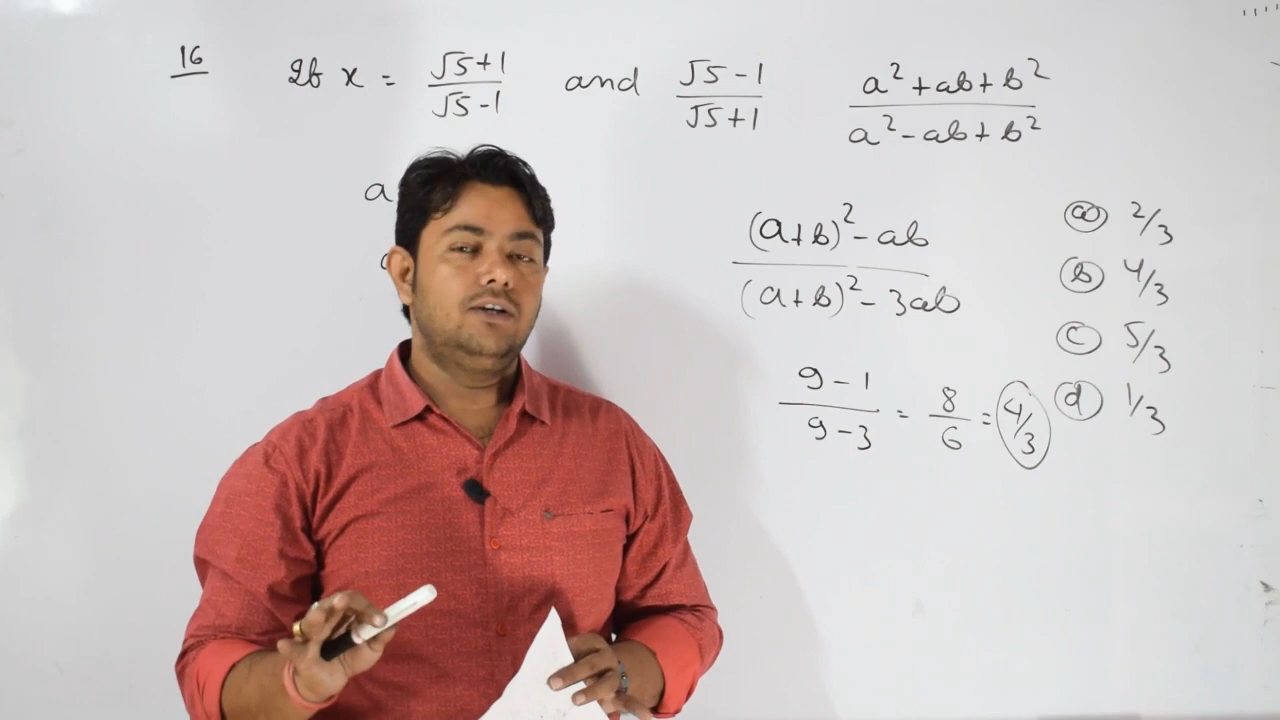 16 If x = √5+1/√5-1 and √5-1/√5+1 a²+ab+b²/a²-ab+b²
a
(a+b)²-ab/(a+b)²-3ab
9-1/9-3 = 8/6 = 4/3
(a) 2/3
(b) 4/3
(c) 5/3
(d) 1/3